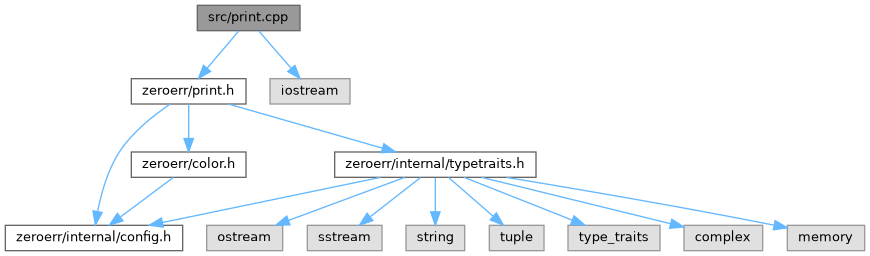 src/print.cpp
zeroerr/print.h
iostream
zeroerr/color.h
zeroerr/internal/typetraits.h
zeroerr/internal/config.h
ostream
sstream
string
tuple
type_traits
complex
memory